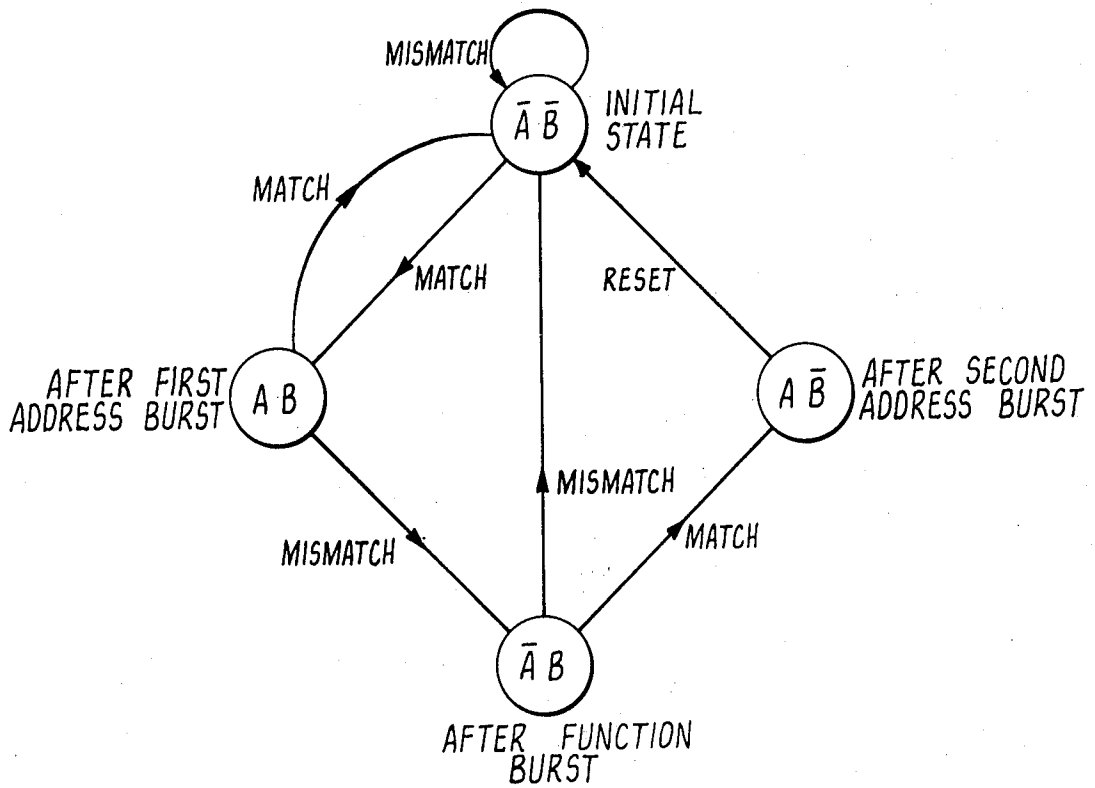 MISMATCH
Ā B̄
INITIAL
STATE
MATCH
MATCH
RESET
AFTER FIRST
ADDRESS BURST
A B
A B̄
AFTER SECOND
ADDRESS BURST
MISMATCH
MISMATCH
MATCH
Ā B
AFTER FUNCTION
BURST